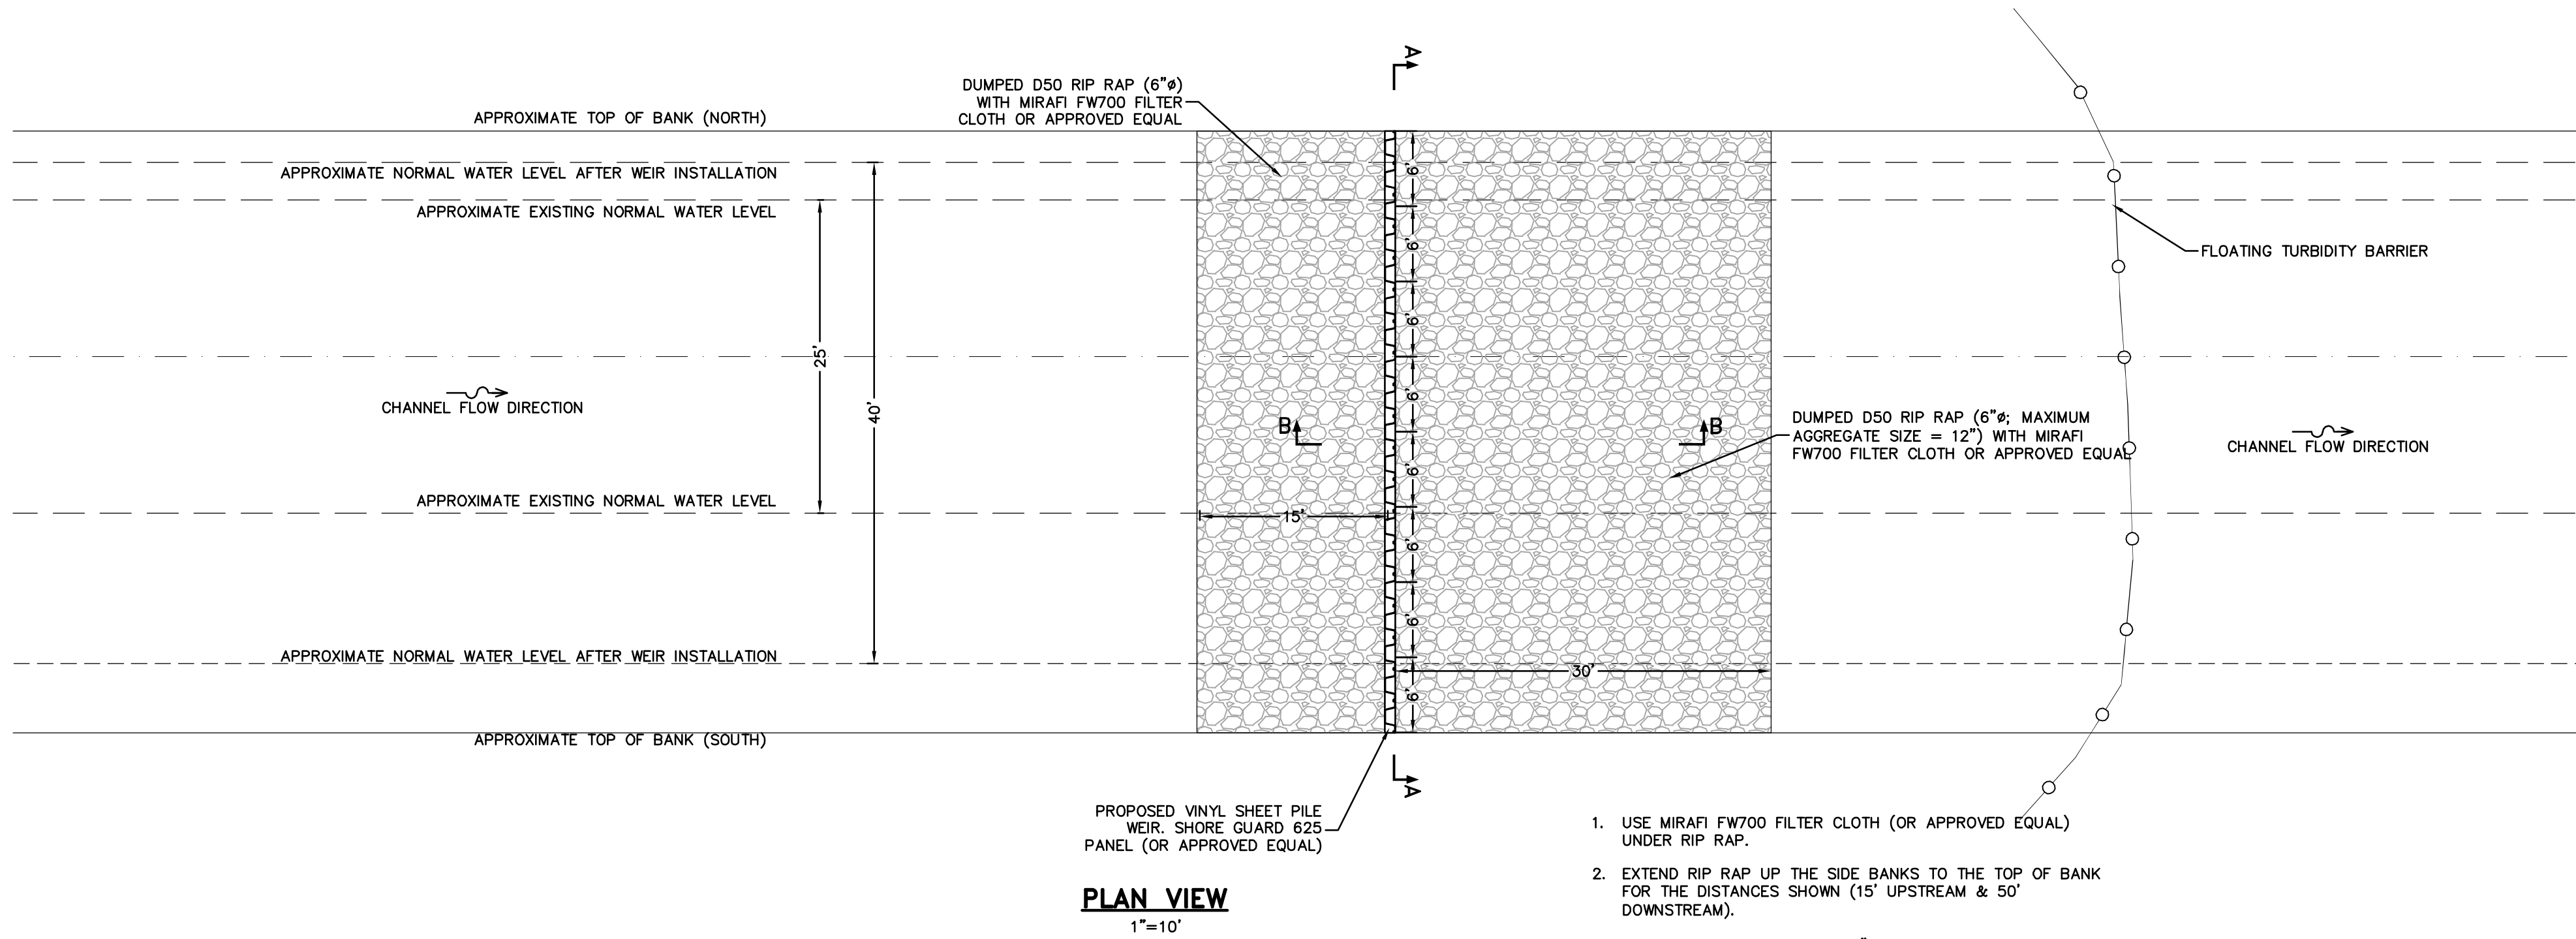 A
DUMPED D50 RIP RAP (6"ø)
WITH MIRAFI FW700 FILTER
CLOTH OR APPROVED EQUAL
APPROXIMATE TOP OF BANK (NORTH)
APPROXIMATE NORMAL WATER LEVEL AFTER WEIR INSTALLATION
APPROXIMATE EXISTING NORMAL WATER LEVEL
FLOATING TURBIDITY BARRIER
6'
6'
6'
6'
6'
6'
6'
6'
25'
40'
CHANNEL FLOW DIRECTION
B
B
DUMPED D50 RIP RAP (6"ø; MAXIMUM
AGGREGATE SIZE = 12") WITH MIRAFI
FW700 FILTER CLOTH OR APPROVED EQUAL
CHANNEL FLOW DIRECTION
APPROXIMATE EXISTING NORMAL WATER LEVEL
15'
APPROXIMATE NORMAL WATER LEVEL AFTER WEIR INSTALLATION
30'
APPROXIMATE TOP OF BANK (SOUTH)
A
PROPOSED VINYL SHEET PILE
WEIR. SHORE GUARD 625
PANEL (OR APPROVED EQUAL)
PLAN VIEW
1"=10'
1. USE MIRAFI FW700 FILTER CLOTH (OR APPROVED EQUAL)
UNDER RIP RAP.
2. EXTEND RIP RAP UP THE SIDE BANKS TO THE TOP OF BANK
FOR THE DISTANCES SHOWN (15' UPSTREAM & 50'
DOWNSTREAM).